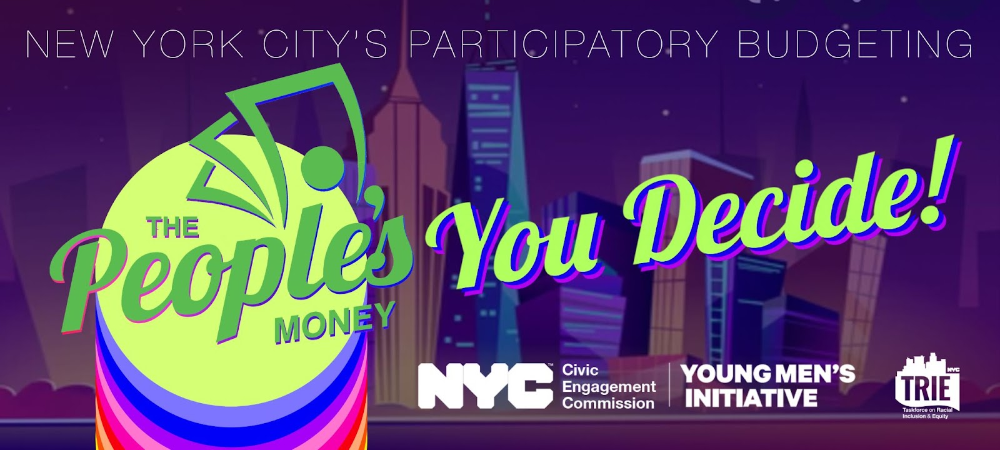 NEW YORK CITY'S PARTICIPATORY BUDGETING
THE
People's
MONEY
You Decide!
NYC™
Civic
Engagement
Commission
YOUNG MEN'S
INITIATIVE
NYC
TRIE
Taskforce on Racial
Inclusion & Equity